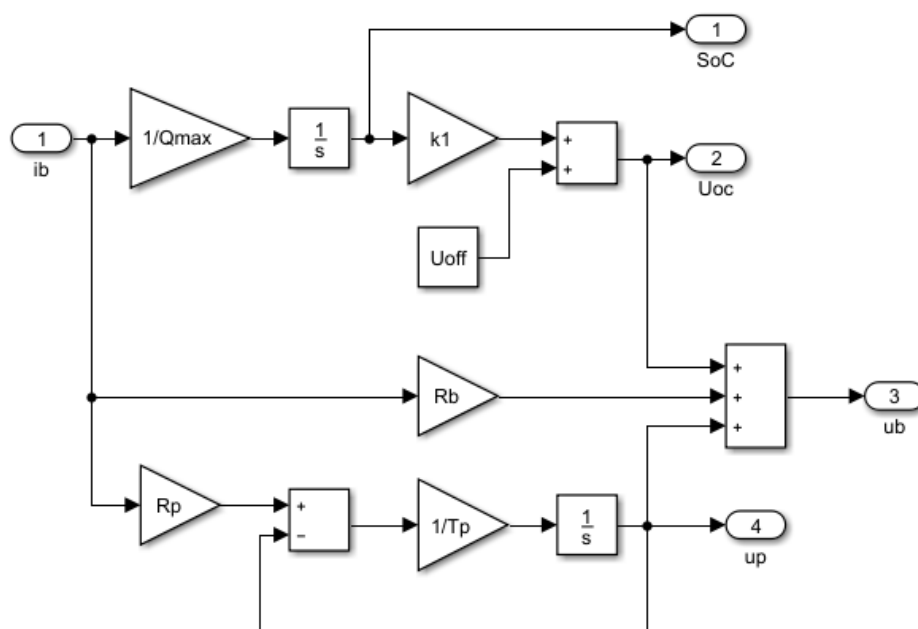 1
SoC
1
ib
1/Qmax
1
s
k1
+
+
2
Uoc
Uoff
Rb
+
+
+
3
ub
Rp
+
−
1/Tp
1
s
4
up